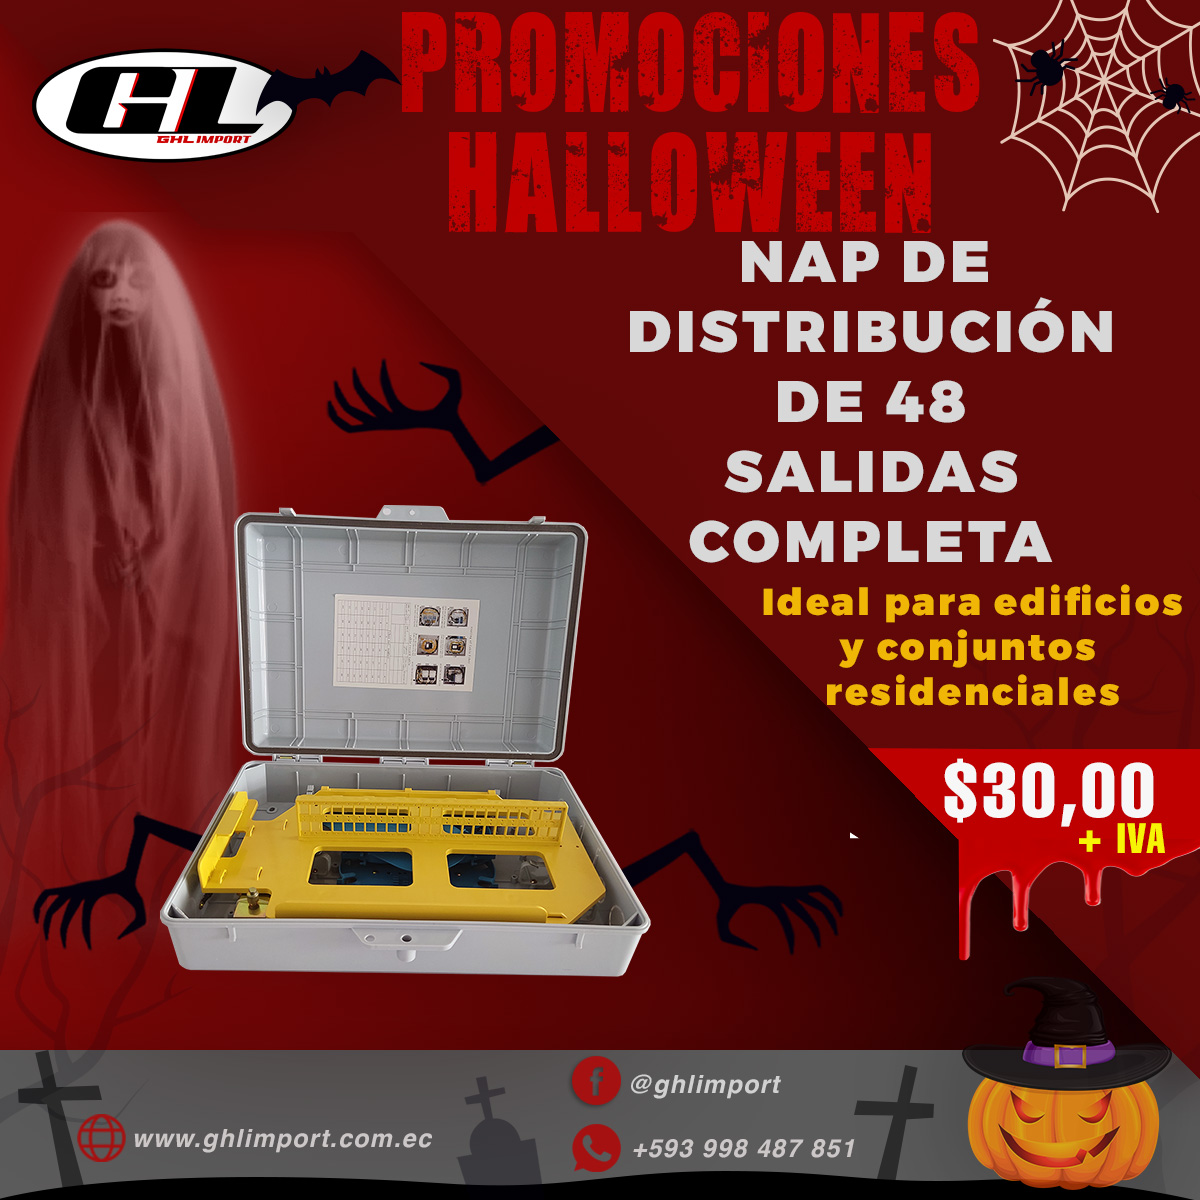 GHL IMPORT
PROMOCIONES
HALLOWEEN
NAP DE
DISTRIBUCIÓN
DE 48
SALIDAS
COMPLETA
Ideal para edificios
y conjuntos
residenciales
$30,00
+ IVA
@ghlimport
www.ghlimport.com.ec
+593 998 487 851